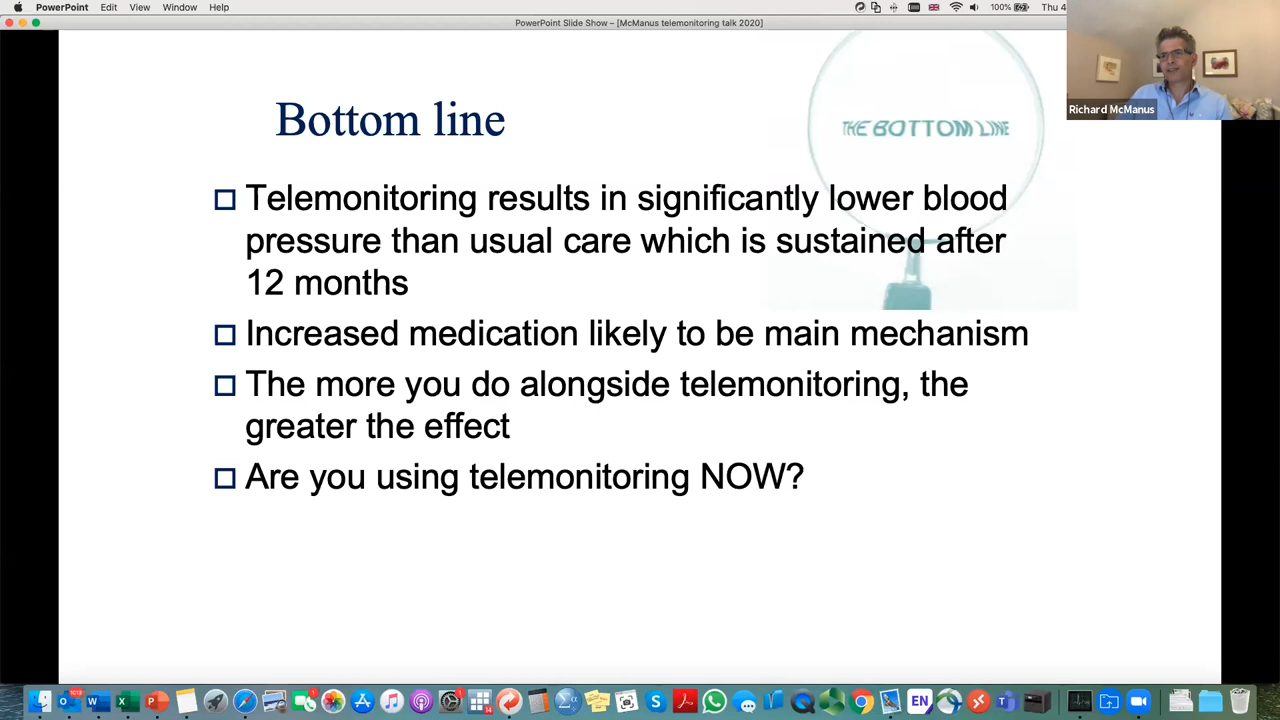 PowerPoint Edit View Window Help 100% Thu 4
PowerPoint Slide Show – [McManus telemonitoring talk 2020]
Richard McManus
Bottom line
THE BOTTOM LINE
Telemonitoring results in significantly lower blood
pressure than usual care which is sustained after
12 months
Increased medication likely to be main mechanism
The more you do alongside telemonitoring, the
greater the effect
Are you using telemonitoring NOW?
EN